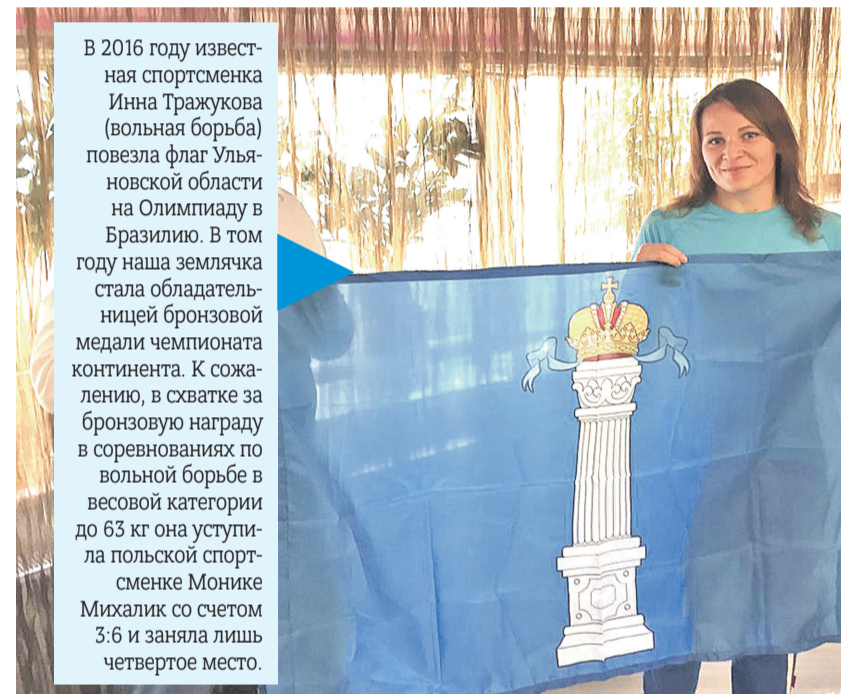 В 2016 году извест-
ная спортсменка
Инна Тражукова
(вольная борьба)
повезла флаг Улья-
новской области
на Олимпиаду в
Бразилию. В том
году наша землячка
стала обладатель-
ницей бронзовой
медали чемпионата
континента. К сожа-
лению, в схватке за
бронзовую награду
в соревнованиях по
вольной борьбе в
весовой категории
до 63 кг она уступи-
ла польской спорт-
сменке Монике
Михалик со счетом
3:6 и заняла лишь
четвертое место.